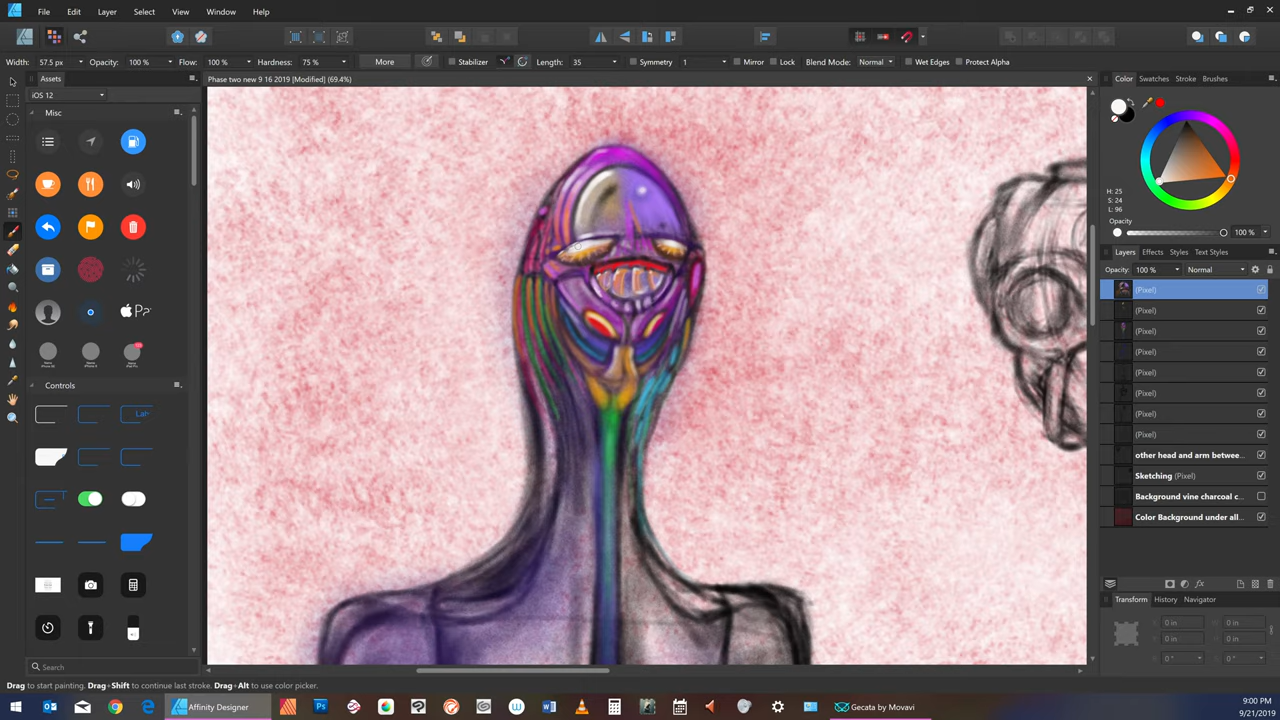 File Edit Layer Select View Window Help
Width: 57.5 px Opacity: 100 % Flow: 100 % Hardness: 75 % More Stabilizer Length: 35 Symmetry 1 Mirror Lock Blend Mode: Normal Wet Edges Protect Alpha
Assets
Phase two new 9 16 2019 [Modified] (69.4%)
Color Swatches Stroke Brushes
iOS 12
Misc
H: 25
S: 24
L: 96
Opacity
100 %
Layers Effects Styles Text Styles
Opacity: 100 % Normal
(Pixel)
(Pixel)
(Pixel)
(Pixel)
(Pixel)
(Pixel)
(Pixel)
(Pixel)
other head and arm betwee...
Sketching (Pixel)
Background vine charcoal c...
Color Background under all...
Controls
Transform History Navigator
0 in 0 in
0 in 0 in
0 ° 0 °
Search
Drag to start painting. Drag+Shift to continue last stroke. Drag+Alt to use color picker.
Affinity Designer
Gecata by Movavi
9:00 PM
9/21/2019